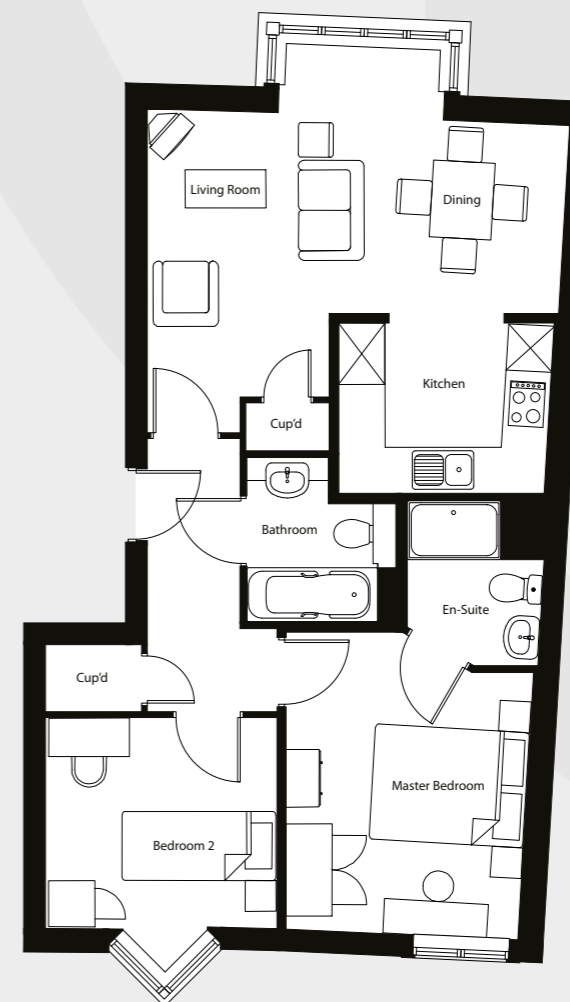 Living Room
Dining
Kitchen
Cup’d
Bathroom
En-Suite
Cup’d
Master Bedroom
Bedroom 2